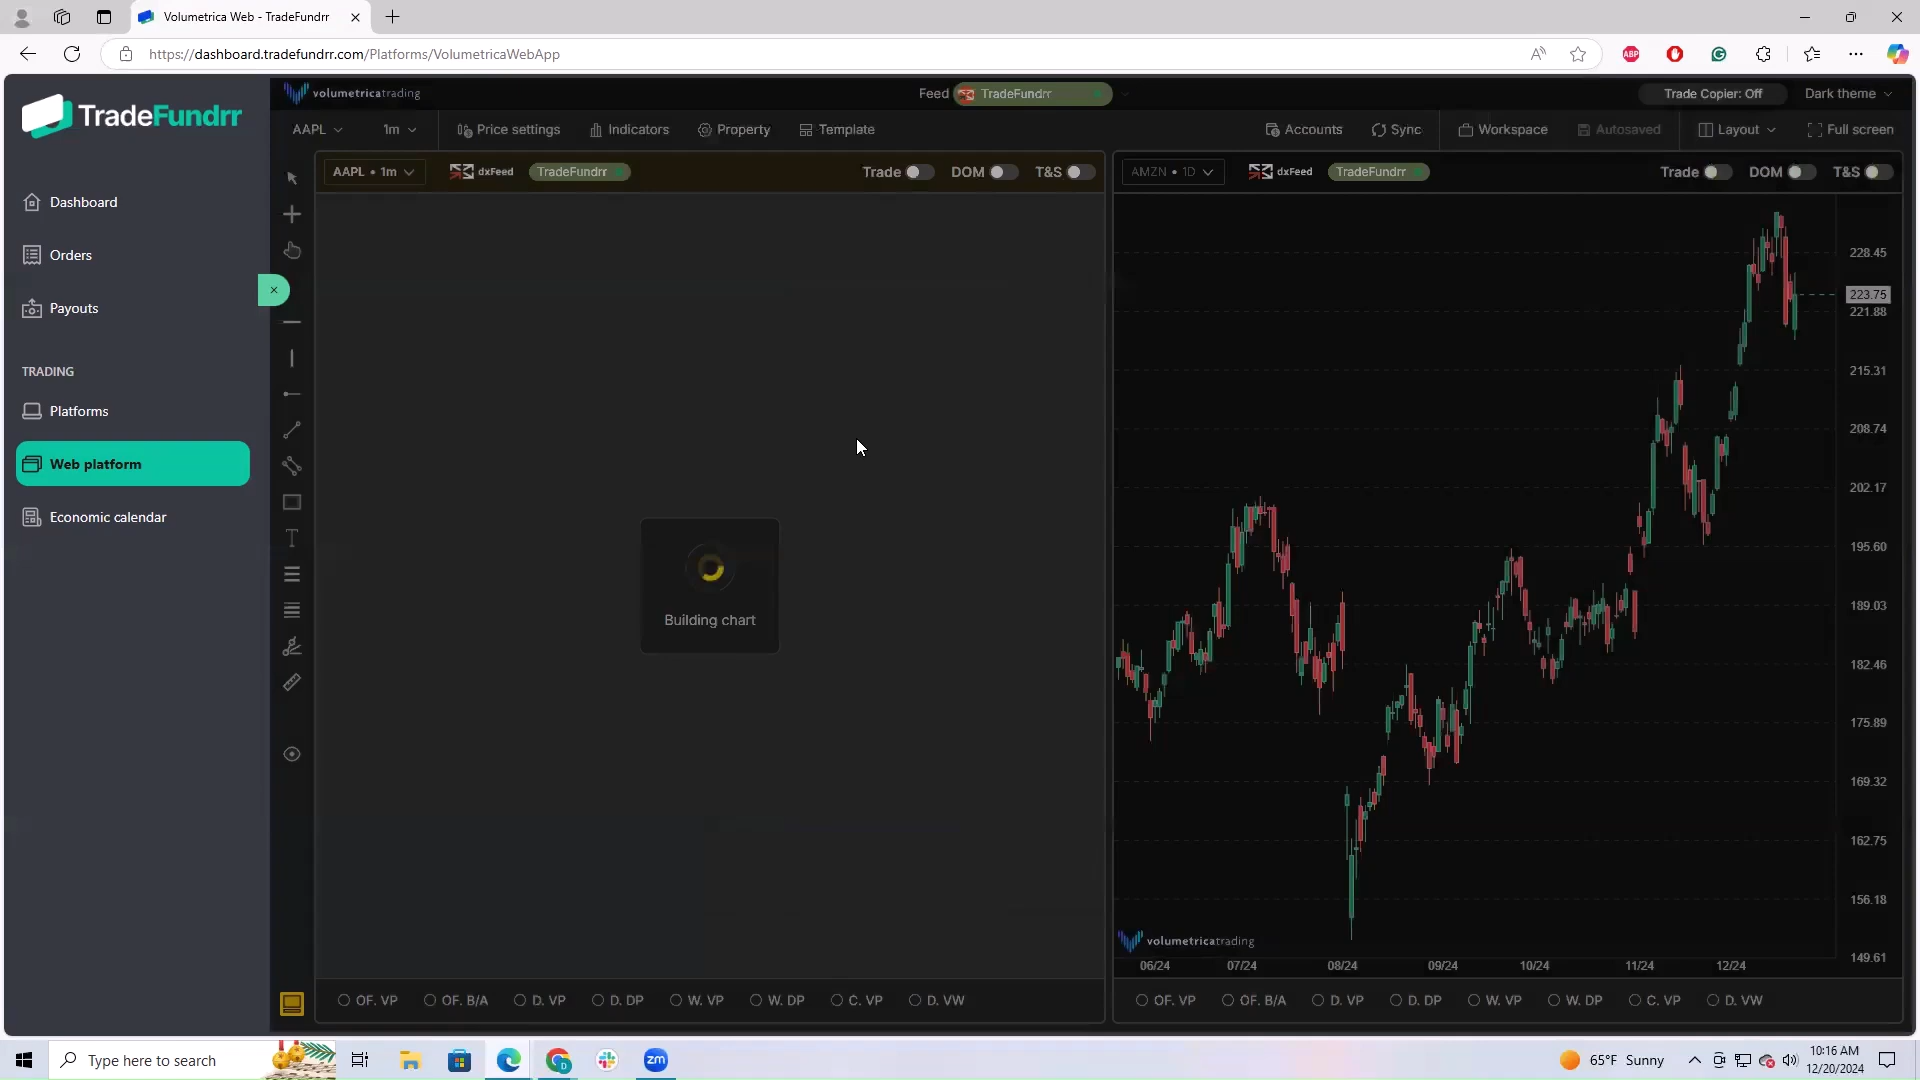 Volumetrica Web - TradeFundrr
https://dashboard.tradefundrr.com/Platforms/VolumetricaWebApp
ABP
TradeFundrr
volumetricatrading
Feed TradeFundrr
Trade Copier: Off
Dark theme
AAPL 1m Price settings Indicators Property Template Accounts Sync Workspace Autosaved Layout Full screen
AAPL • 1m dxFeed TradeFundrr Trade DOM T&S
AMZN • 1D dxFeed TradeFundrr Trade DOM T&S
Dashboard
Orders
Payouts
TRADING
Platforms
Web platform
Economic calendar
Building chart
228.45
223.75
221.88
215.31
208.74
202.17
195.60
189.03
182.46
175.89
169.32
162.75
156.18
149.61
volumetricatrading
06/24 07/24 08/24 09/24 10/24 11/24 12/24
OF. VP OF. B/A D. VP D. DP W. VP W. DP C. VP D. VW
OF. VP OF. B/A D. VP D. DP W. VP W. DP C. VP D. VW
Type here to search
zm
65°F Sunny
10:16 AM
12/20/2024